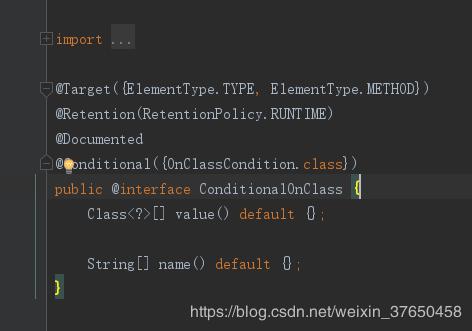 import ...
@Target({ElementType.TYPE, ElementType.METHOD})
@Retention(RetentionPolicy.RUNTIME)
@Documented
@Conditional({OnClassCondition.class})
public @interface ConditionalOnClass {
    Class<?>[] value() default {};
    String[] name() default {};
}
https://blog.csdn.net/weixin_37650458